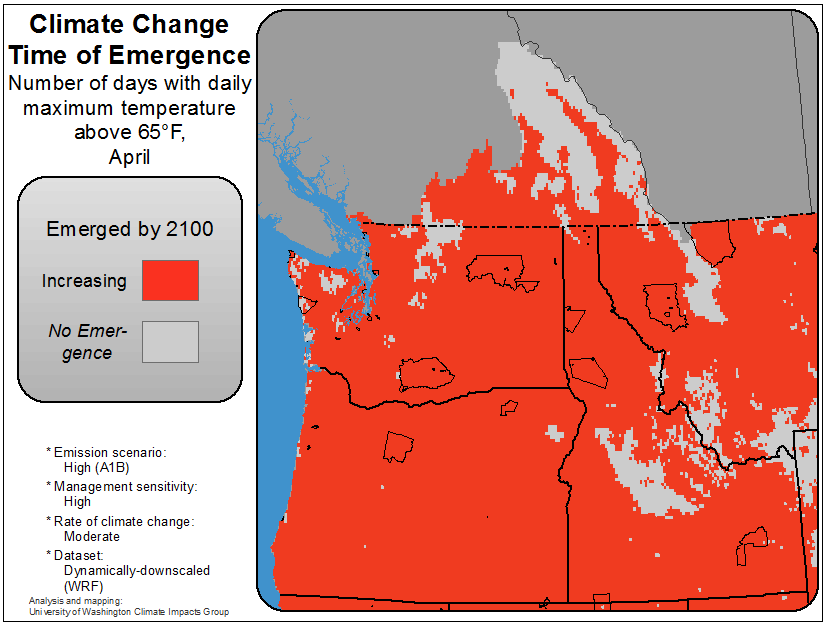 Climate Change
Time of Emergence
Number of days with daily
maximum temperature
above 65°F,
April
Emerged by 2100
Increasing
No Emer-
gence
* Emission scenario:
High (A1B)
* Management sensitivity:
High
* Rate of climate change:
Moderate
* Dataset:
Dynamically-downscaled
(WRF)
Analysis and mapping:
University of Washington Climate Impacts Group